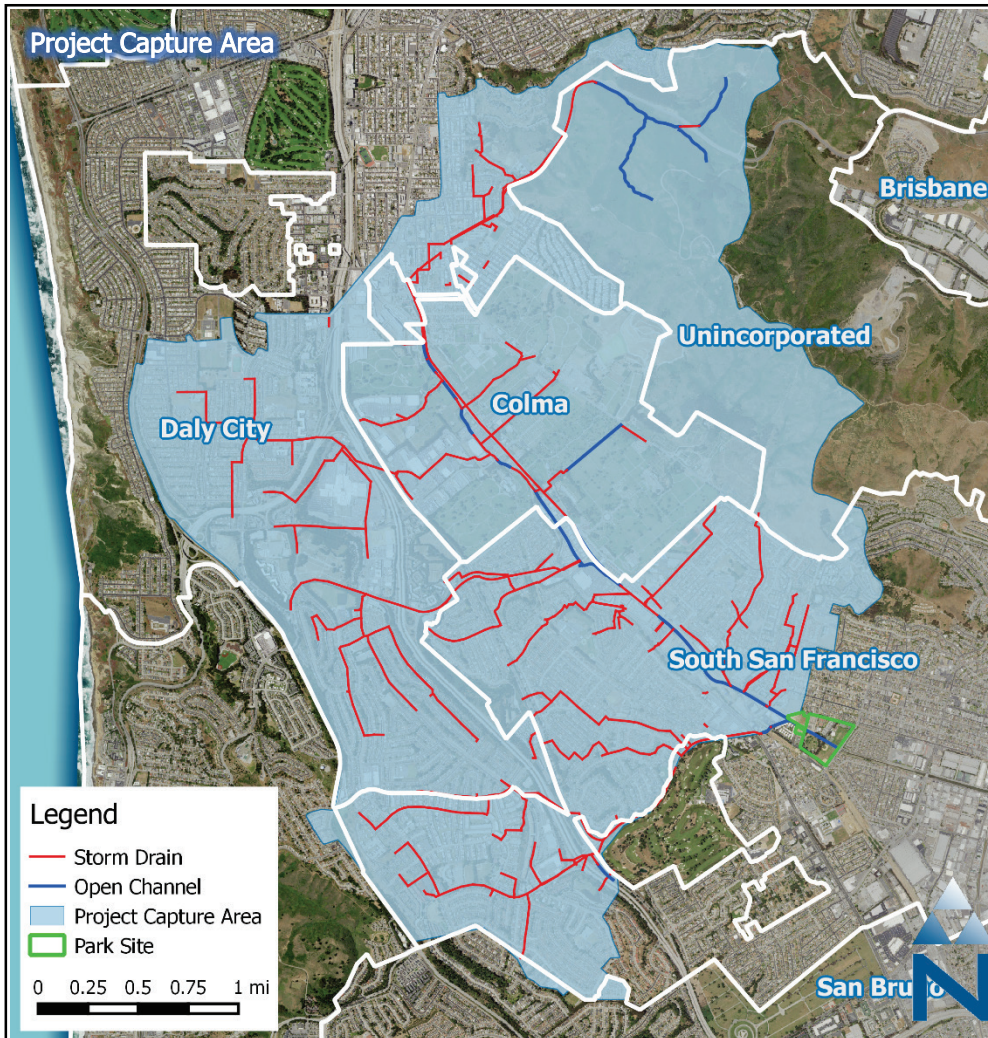 Project Capture Area
Brisbane
Unincorporated
Colma
Daly City
South San Francisco
Legend
Storm Drain
Open Channel
Project Capture Area
Park Site
0 0.25 0.5 0.75 1 mi
San Bruno
N